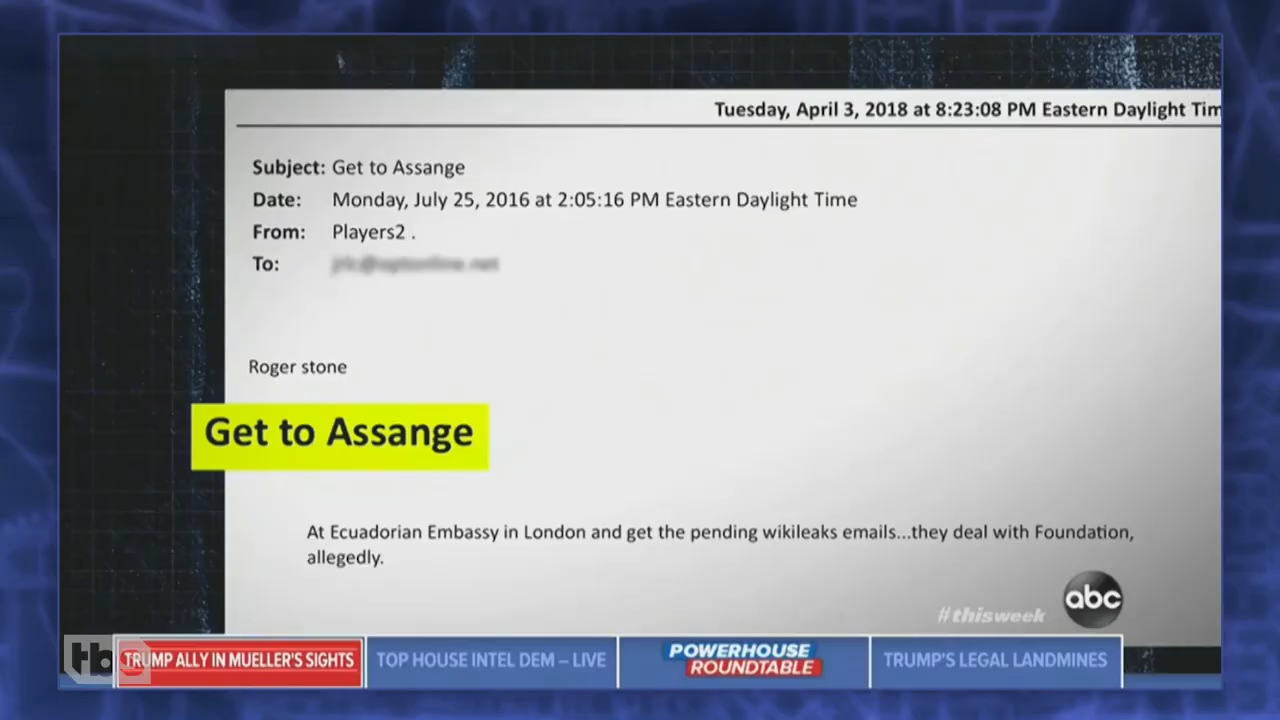 Tuesday, April 3, 2018 at 8:23:08 PM Eastern Daylight Tim
Subject: Get to Assange
Date: Monday, July 25, 2016 at 2:05:16 PM Eastern Daylight Time
From: Players2 .
To:
Roger stone
Get to Assange
At Ecuadorian Embassy in London and get the pending wikileaks emails...they deal with Foundation,
allegedly.
abc
#thisweek
tbs
TRUMP ALLY IN MUELLER'S SIGHTS
TOP HOUSE INTEL DEM – LIVE
POWERHOUSE
ROUNDTABLE
TRUMP'S LEGAL LANDMINES